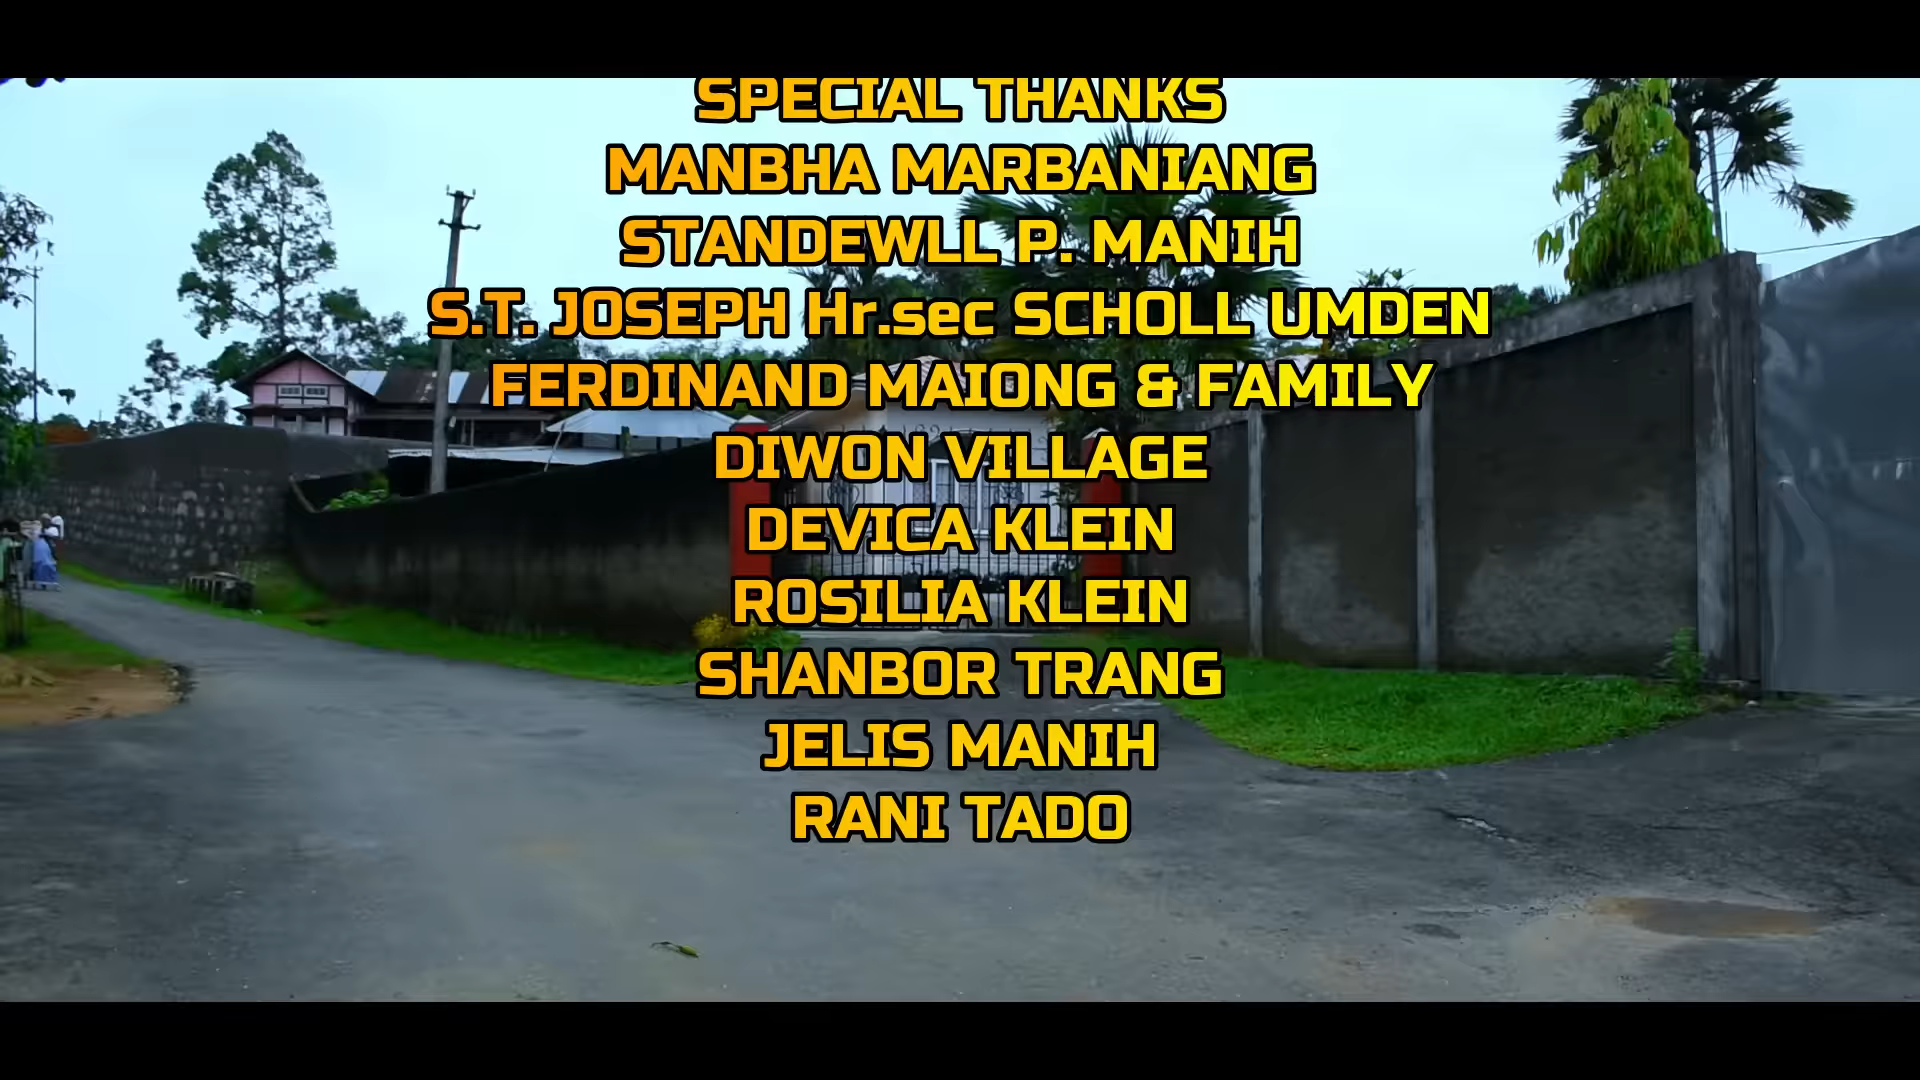 SPECIAL THANKS
MANBHA MARBANIANG
STANDEWLL P. MANIH
S.T. JOSEPH Hr.sec SCHOLL UMDEN
FERDINAND MAIONG & FAMILY
DIWON VILLAGE
DEVICA KLEIN
ROSILIA KLEIN
SHANBOR TRANG
JELIS MANIH
RANI TADO